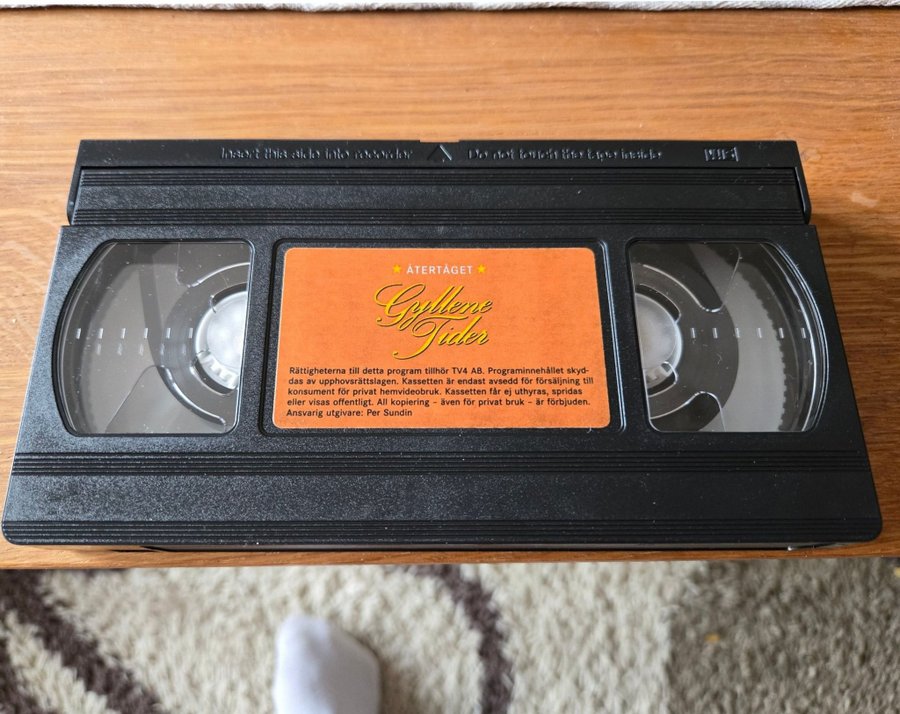 Insert this side into recorder Do not touch the tape inside VHS
★ ÅTERTÅGET ★
Gyllene
Tider
Rättigheterna till detta program tillhör TV4 AB. Programinnehållet skyd-
das av upphovsrättslagen. Kassetten är endast avsedd för försäljning till
konsument för privat hemvideobruk. Kassetten får ej uthyras, spridas
eller visas offentligt. All kopiering - även för privat bruk - är förbjuden.
Ansvarig utgivare: Per Sundin